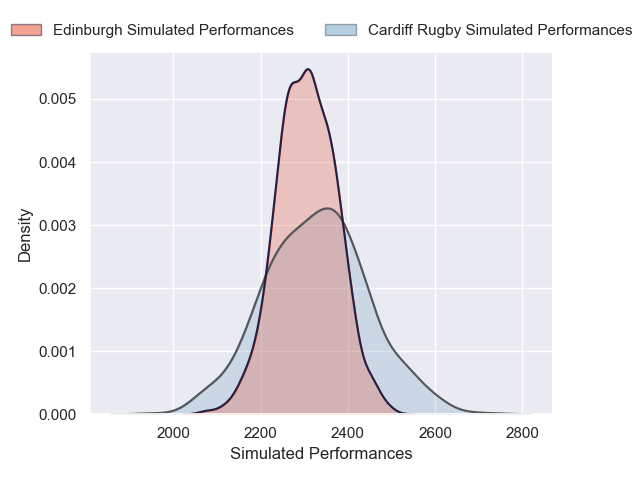 Edinburgh Simulated Performances Cardiff Rugby Simulated Performances
0.005
0.004
0.003
0.002
0.001
0.000
Density
2000 2200 2400 2600 2800
Simulated Performances